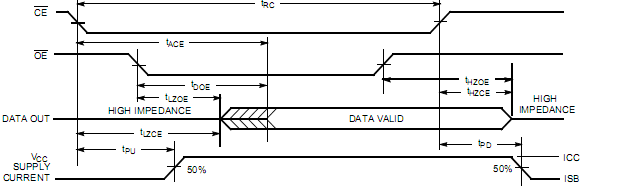 tRC
CE
tACE
OE
tDOE
tHZOE
tLZOE
tHZCE
HIGH IMPEDANCE
HIGH
IMPEDANCE
DATA OUT
DATA VALID
tLZCE
tPU
tPD
VCC
SUPPLY
CURRENT
50%
50%
ICC
ISB